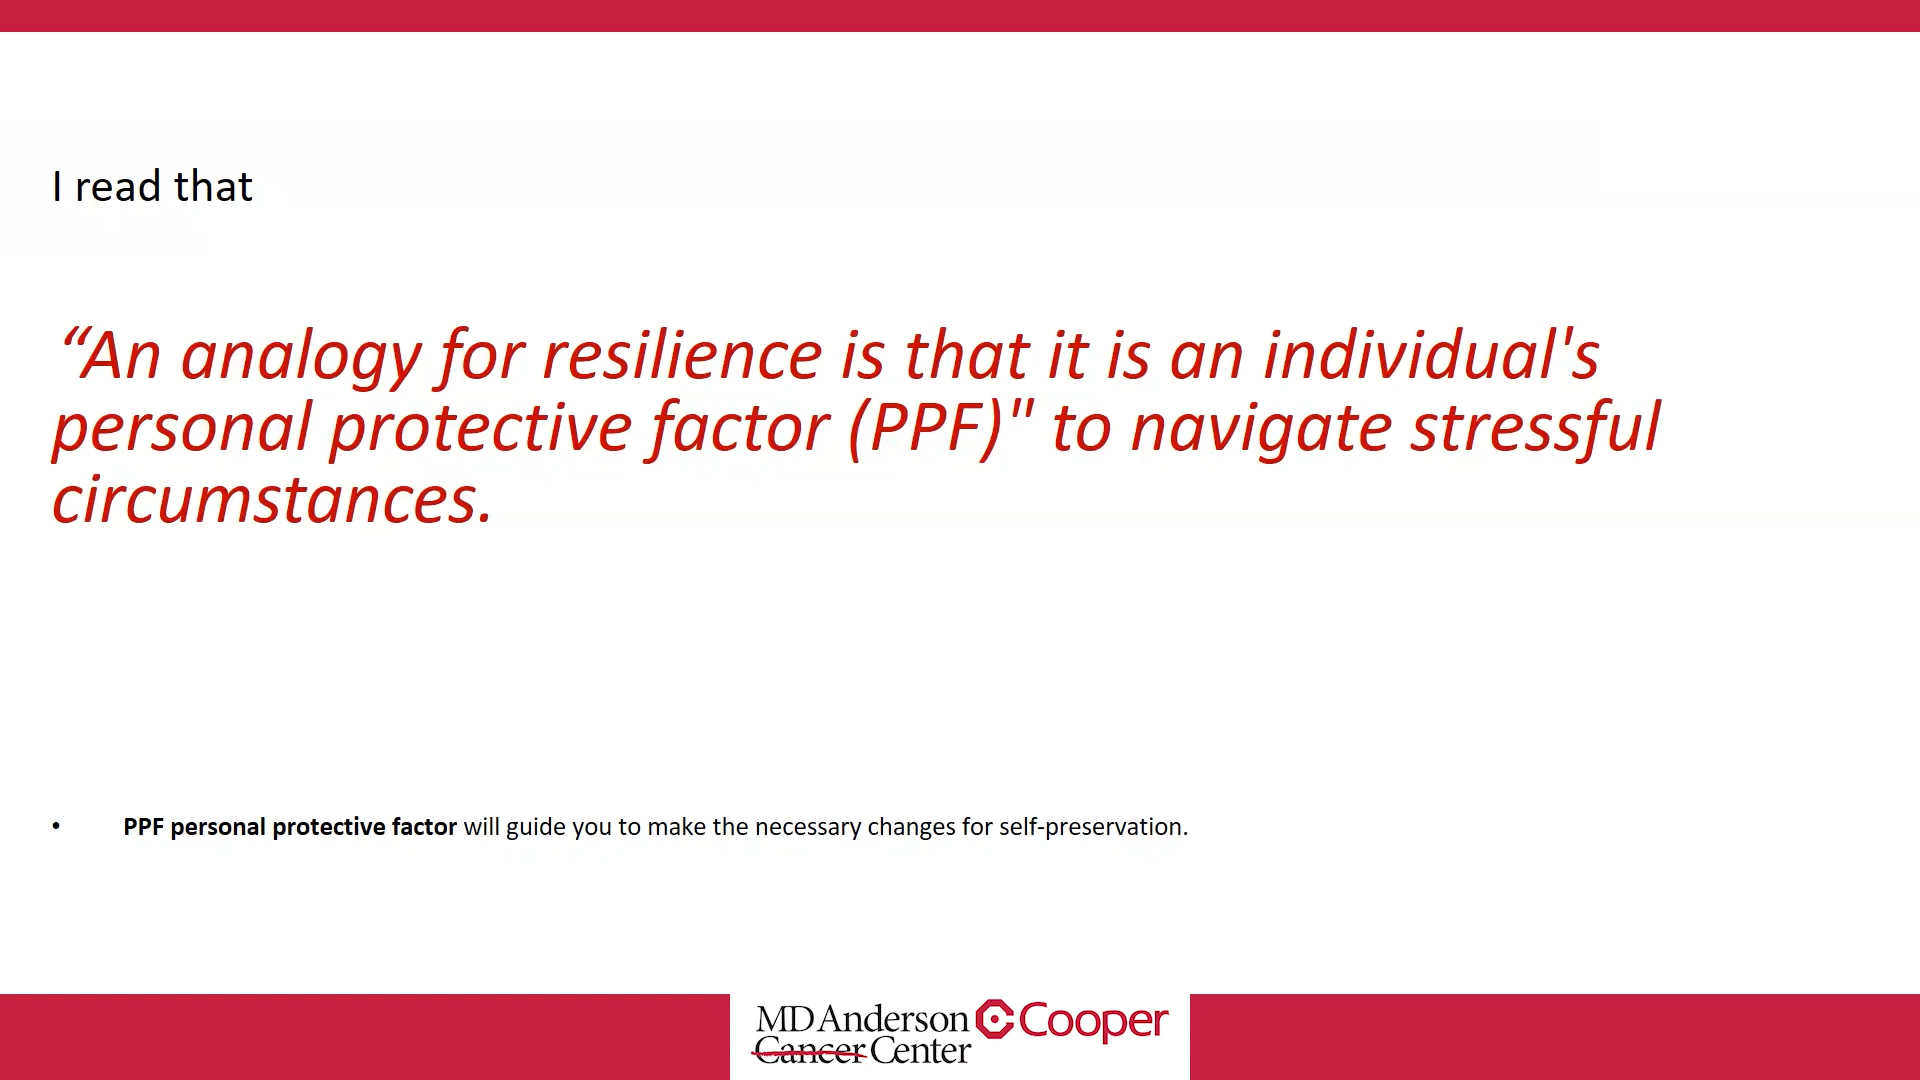 I read that
“An analogy for resilience is that it is an individual's
personal protective factor (PPF)" to navigate stressful
circumstances.
• PPF personal protective factor will guide you to make the necessary changes for self-preservation.
MD Anderson Cooper
Cancer Center